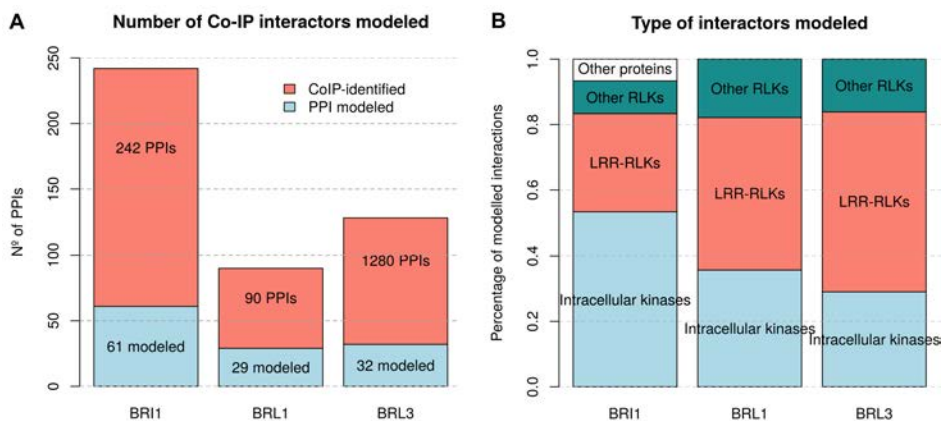 A
Number of Co-IP interactors modeled
Nº of PPIs
250
200
150
100
50
0
CoIP-identified
PPI modeled
242 PPIs
61 modeled
90 PPIs
29 modeled
1280 PPIs
32 modeled
BRI1
BRL1
BRL3
B
Type of interactors modeled
Percentage of modelled interactions
1.0
0.8
0.6
0.4
0.2
0.0
Other proteins
Other RLKs
LRR-RLKs
Intracellular kinases
Other RLKs
LRR-RLKs
Intracellular kinases
Other RLKs
LRR-RLKs
Intracellular kinases
BRI1
BRL1
BRL3